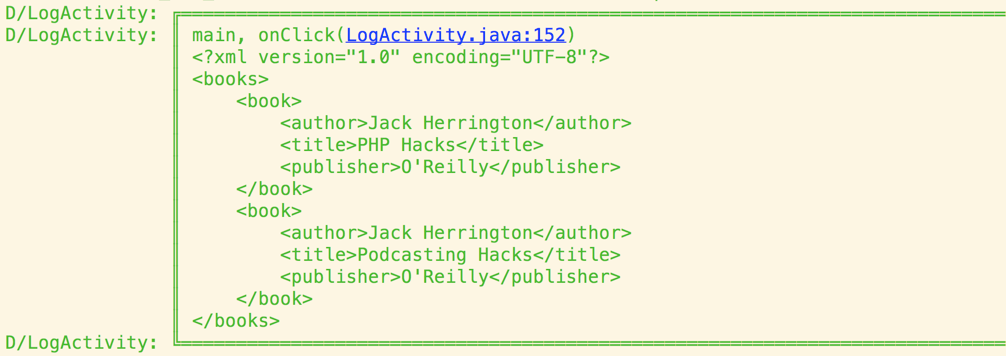 D/LogActivity: ╔══════════════════════════════════════════════════════════════
D/LogActivity: ║ main, onClick(LogActivity.java:152)
║ <?xml version="1.0" encoding="UTF-8"?>
║ <books>
║     <book>
║         <author>Jack Herrington</author>
║         <title>PHP Hacks</title>
║         <publisher>O'Reilly</publisher>
║     </book>
║     <book>
║         <author>Jack Herrington</author>
║         <title>Podcasting Hacks</title>
║         <publisher>O'Reilly</publisher>
║     </book>
║ </books>
D/LogActivity: ╚══════════════════════════════════════════════════════════════